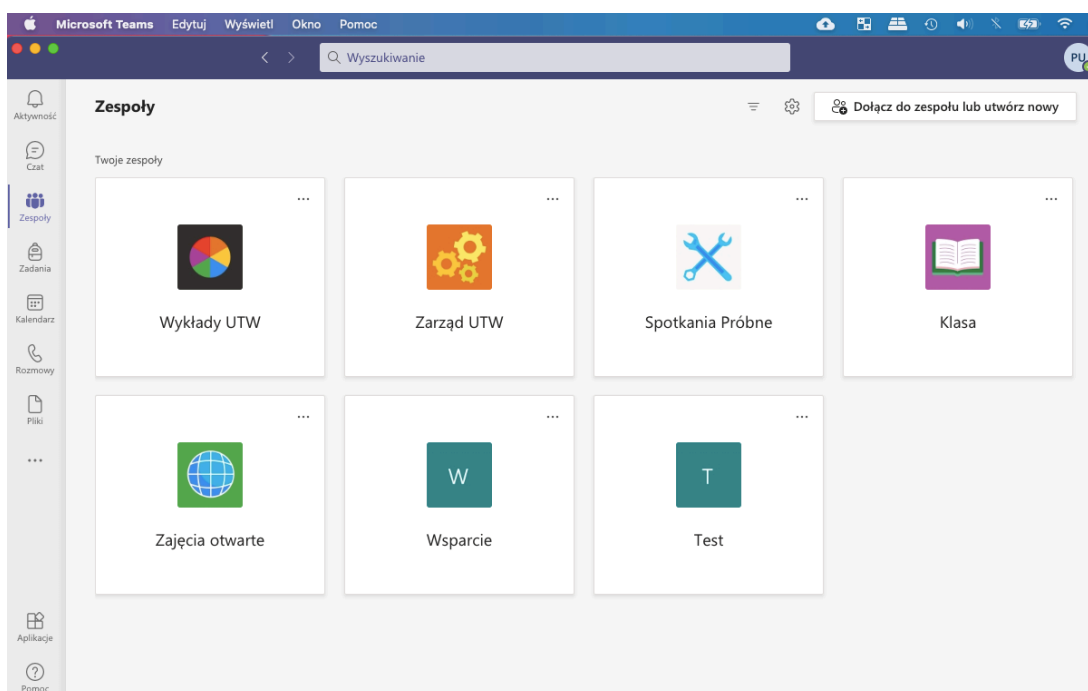 Microsoft Teams Edytuj Wyświetl Okno Pomoc
Wyszukiwanie
PU
Aktywność
Zespoły
Dołącz do zespołu lub utwórz nowy
Czat
Twoje zespoły
Zespoły
Zadania
Kalendarz
Rozmowy
Pliki
Wykłady UTW
Zarząd UTW
Spotkania Próbne
Klasa
W
T
Zajęcia otwarte
Wsparcie
Test
Aplikacje
Pomoc